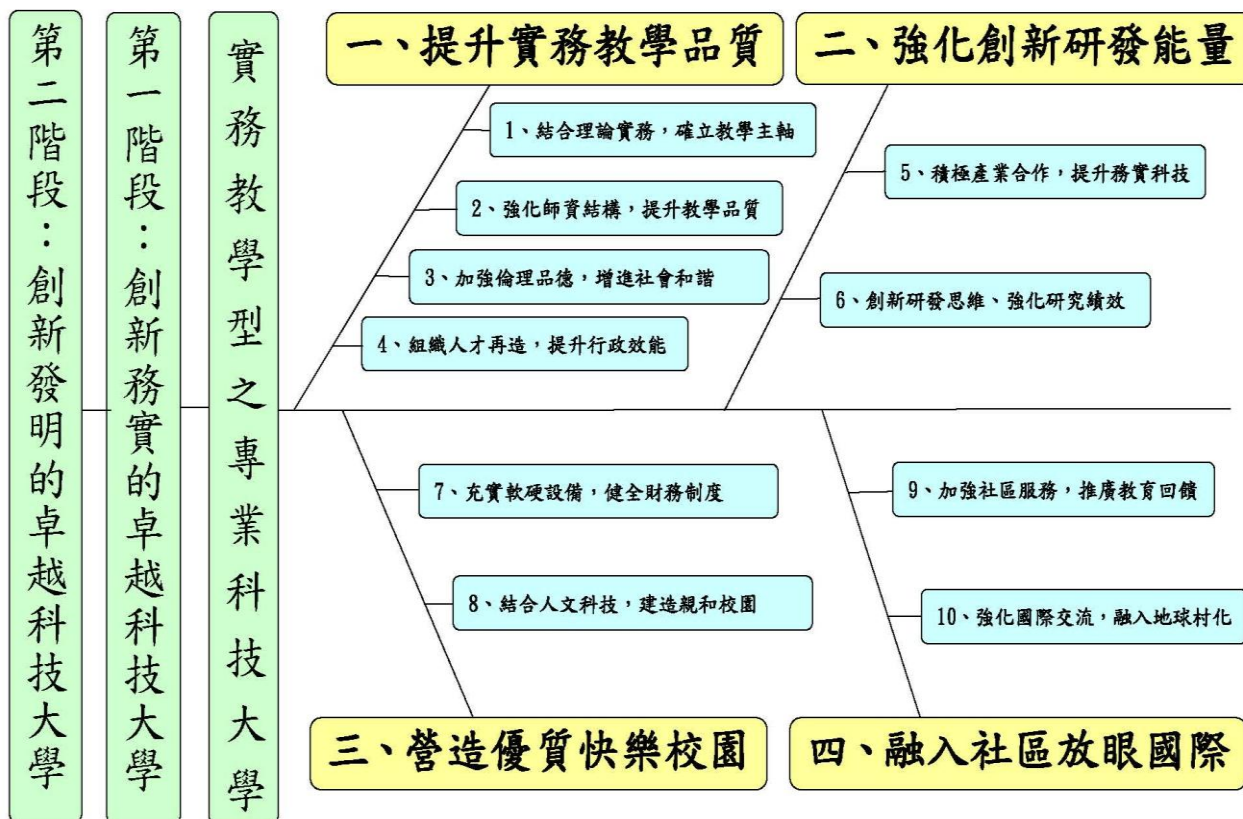 第二階段：創新發明的卓越科技大學
第一階段：創新務實的卓越科技大學
實務教學型之專業科技大學
一、提升實務教學品質
1、結合理論實務，確立教學主軸
2、強化師資結構，提升教學品質
3、加強倫理品德，增進社會和諧
4、組織人才再造，提升行政效能
二、強化創新研發能量
5、積極產業合作，提升務實科技
6、創新研發思維、強化研究績效
7、充實軟硬設備，健全財務制度
8、結合人文科技，建造親和校園
三、營造優質快樂校園
9、加強社區服務，推廣教育回饋
10、強化國際交流，融入地球村化
四、融入社區放眼國際